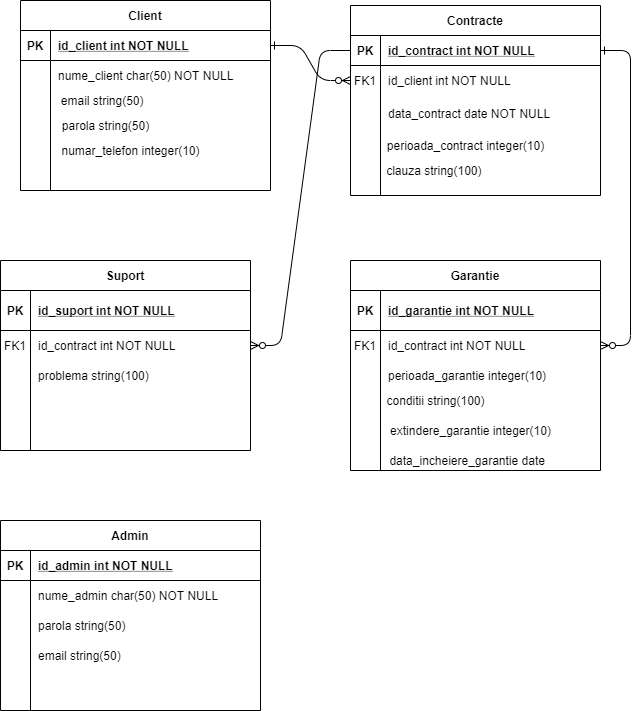 Client
PK id_client int NOT NULL
nume_client char(50) NOT NULL
email string(50)
parola string(50)
numar_telefon integer(10)
Contracte
PK id_contract int NOT NULL
FK1 id_client int NOT NULL
data_contract date NOT NULL
perioada_contract integer(10)
clauza string(100)
Suport
PK id_suport int NOT NULL
FK1 id_contract int NOT NULL
problema string(100)
Garantie
PK id_garantie int NOT NULL
FK1 id_contract int NOT NULL
perioada_garantie integer(10)
conditii string(100)
extindere_garantie integer(10)
data_incheiere_garantie date
Admin
PK id_admin int NOT NULL
nume_admin char(50) NOT NULL
parola string(50)
email string(50)